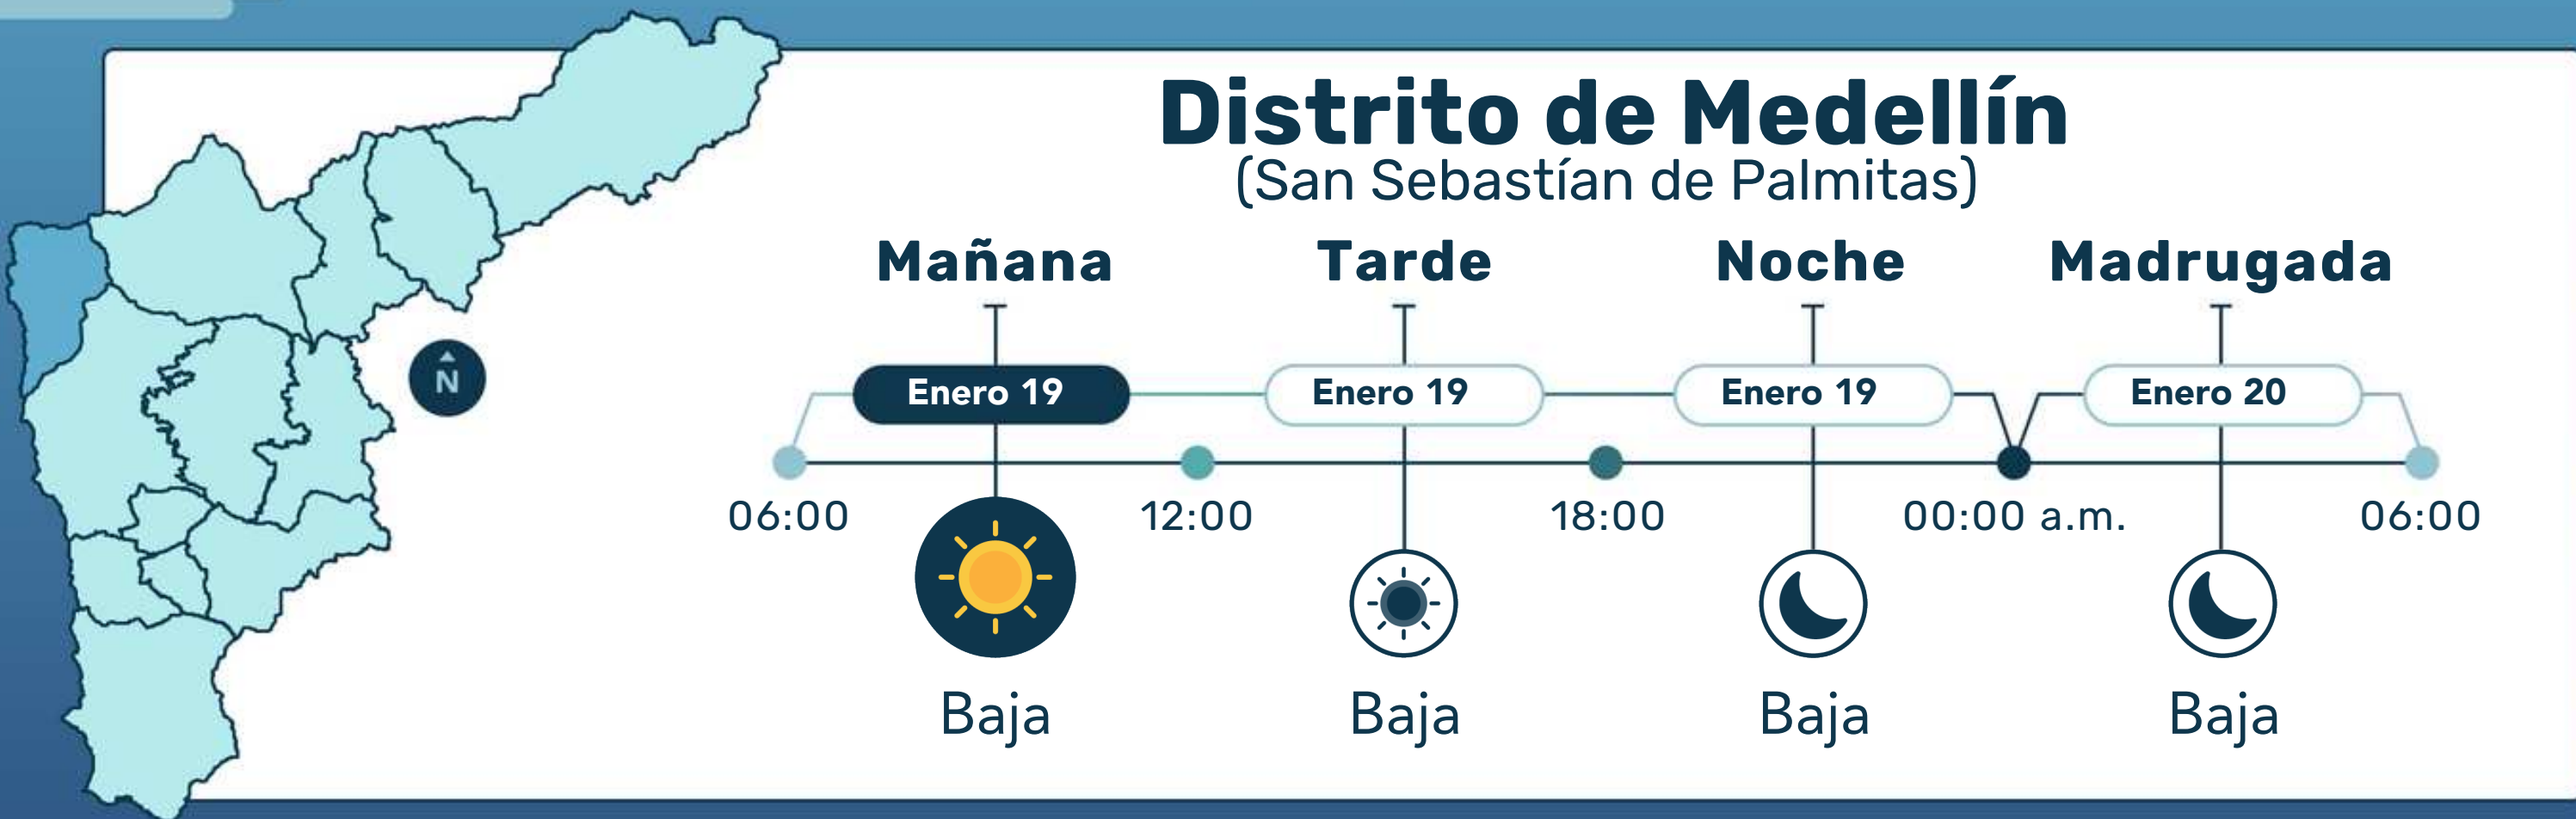 Distrito de Medellín
(San Sebastían de Palmitas)
Mañana Tarde Noche Madrugada
Enero 19 Enero 19 Enero 19 Enero 20
N
06:00 12:00 18:00 00:00 a.m. 06:00
Baja Baja Baja Baja